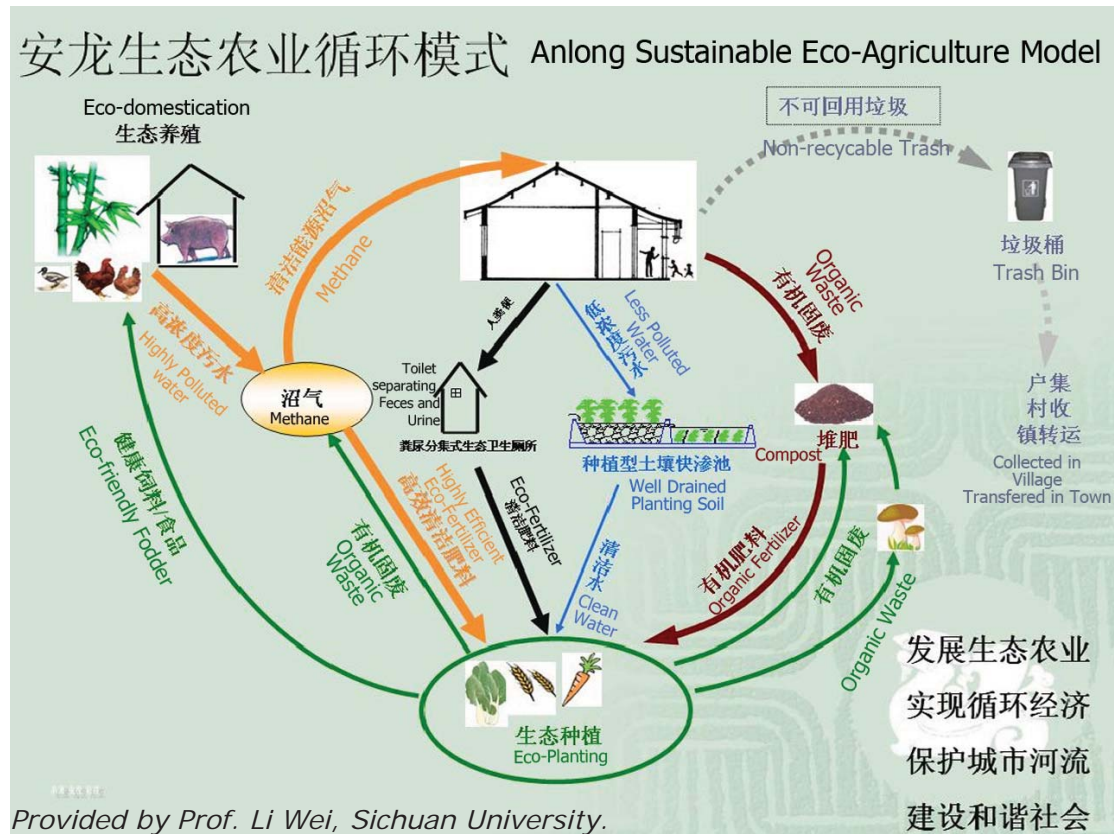 安龙生态农业循环模式 Anlong Sustainable Eco-Agriculture Model
Eco-domestication
生态养殖
不可回用垃圾
Non-recycable Trash
垃圾桶
Trash Bin
户集
村收
镇转运
Collected in
Village
Transfered in Town
清洁能源沼气
Methane
高浓度污水
Highly Polluted
water
沼气
Methane
人粪便
Toilet
separating
Feces and
Urine
粪尿分集式生态卫生厕所
Less Polluted
Water
低浓度污水
种植型土壤快渗池
Well Drained
Planting Soil
Organic
Waste
有机固废
堆肥
Compost
健康饲料/食品
Eco-friendly Fodder
有机固废
Organic
Waste
Highly Efficient
Eco-Fertilizer
高效清洁肥料
Eco-Fertilizer
清洁肥料
清洁水
Clean
Water
有机肥料
Organic Fertilizer
有机固废
Organic Waste
生态种植
Eco-Planting
发展生态农业
实现循环经济
保护城市河流
建设和谐社会
Provided by Prof. Li Wei, Sichuan University.